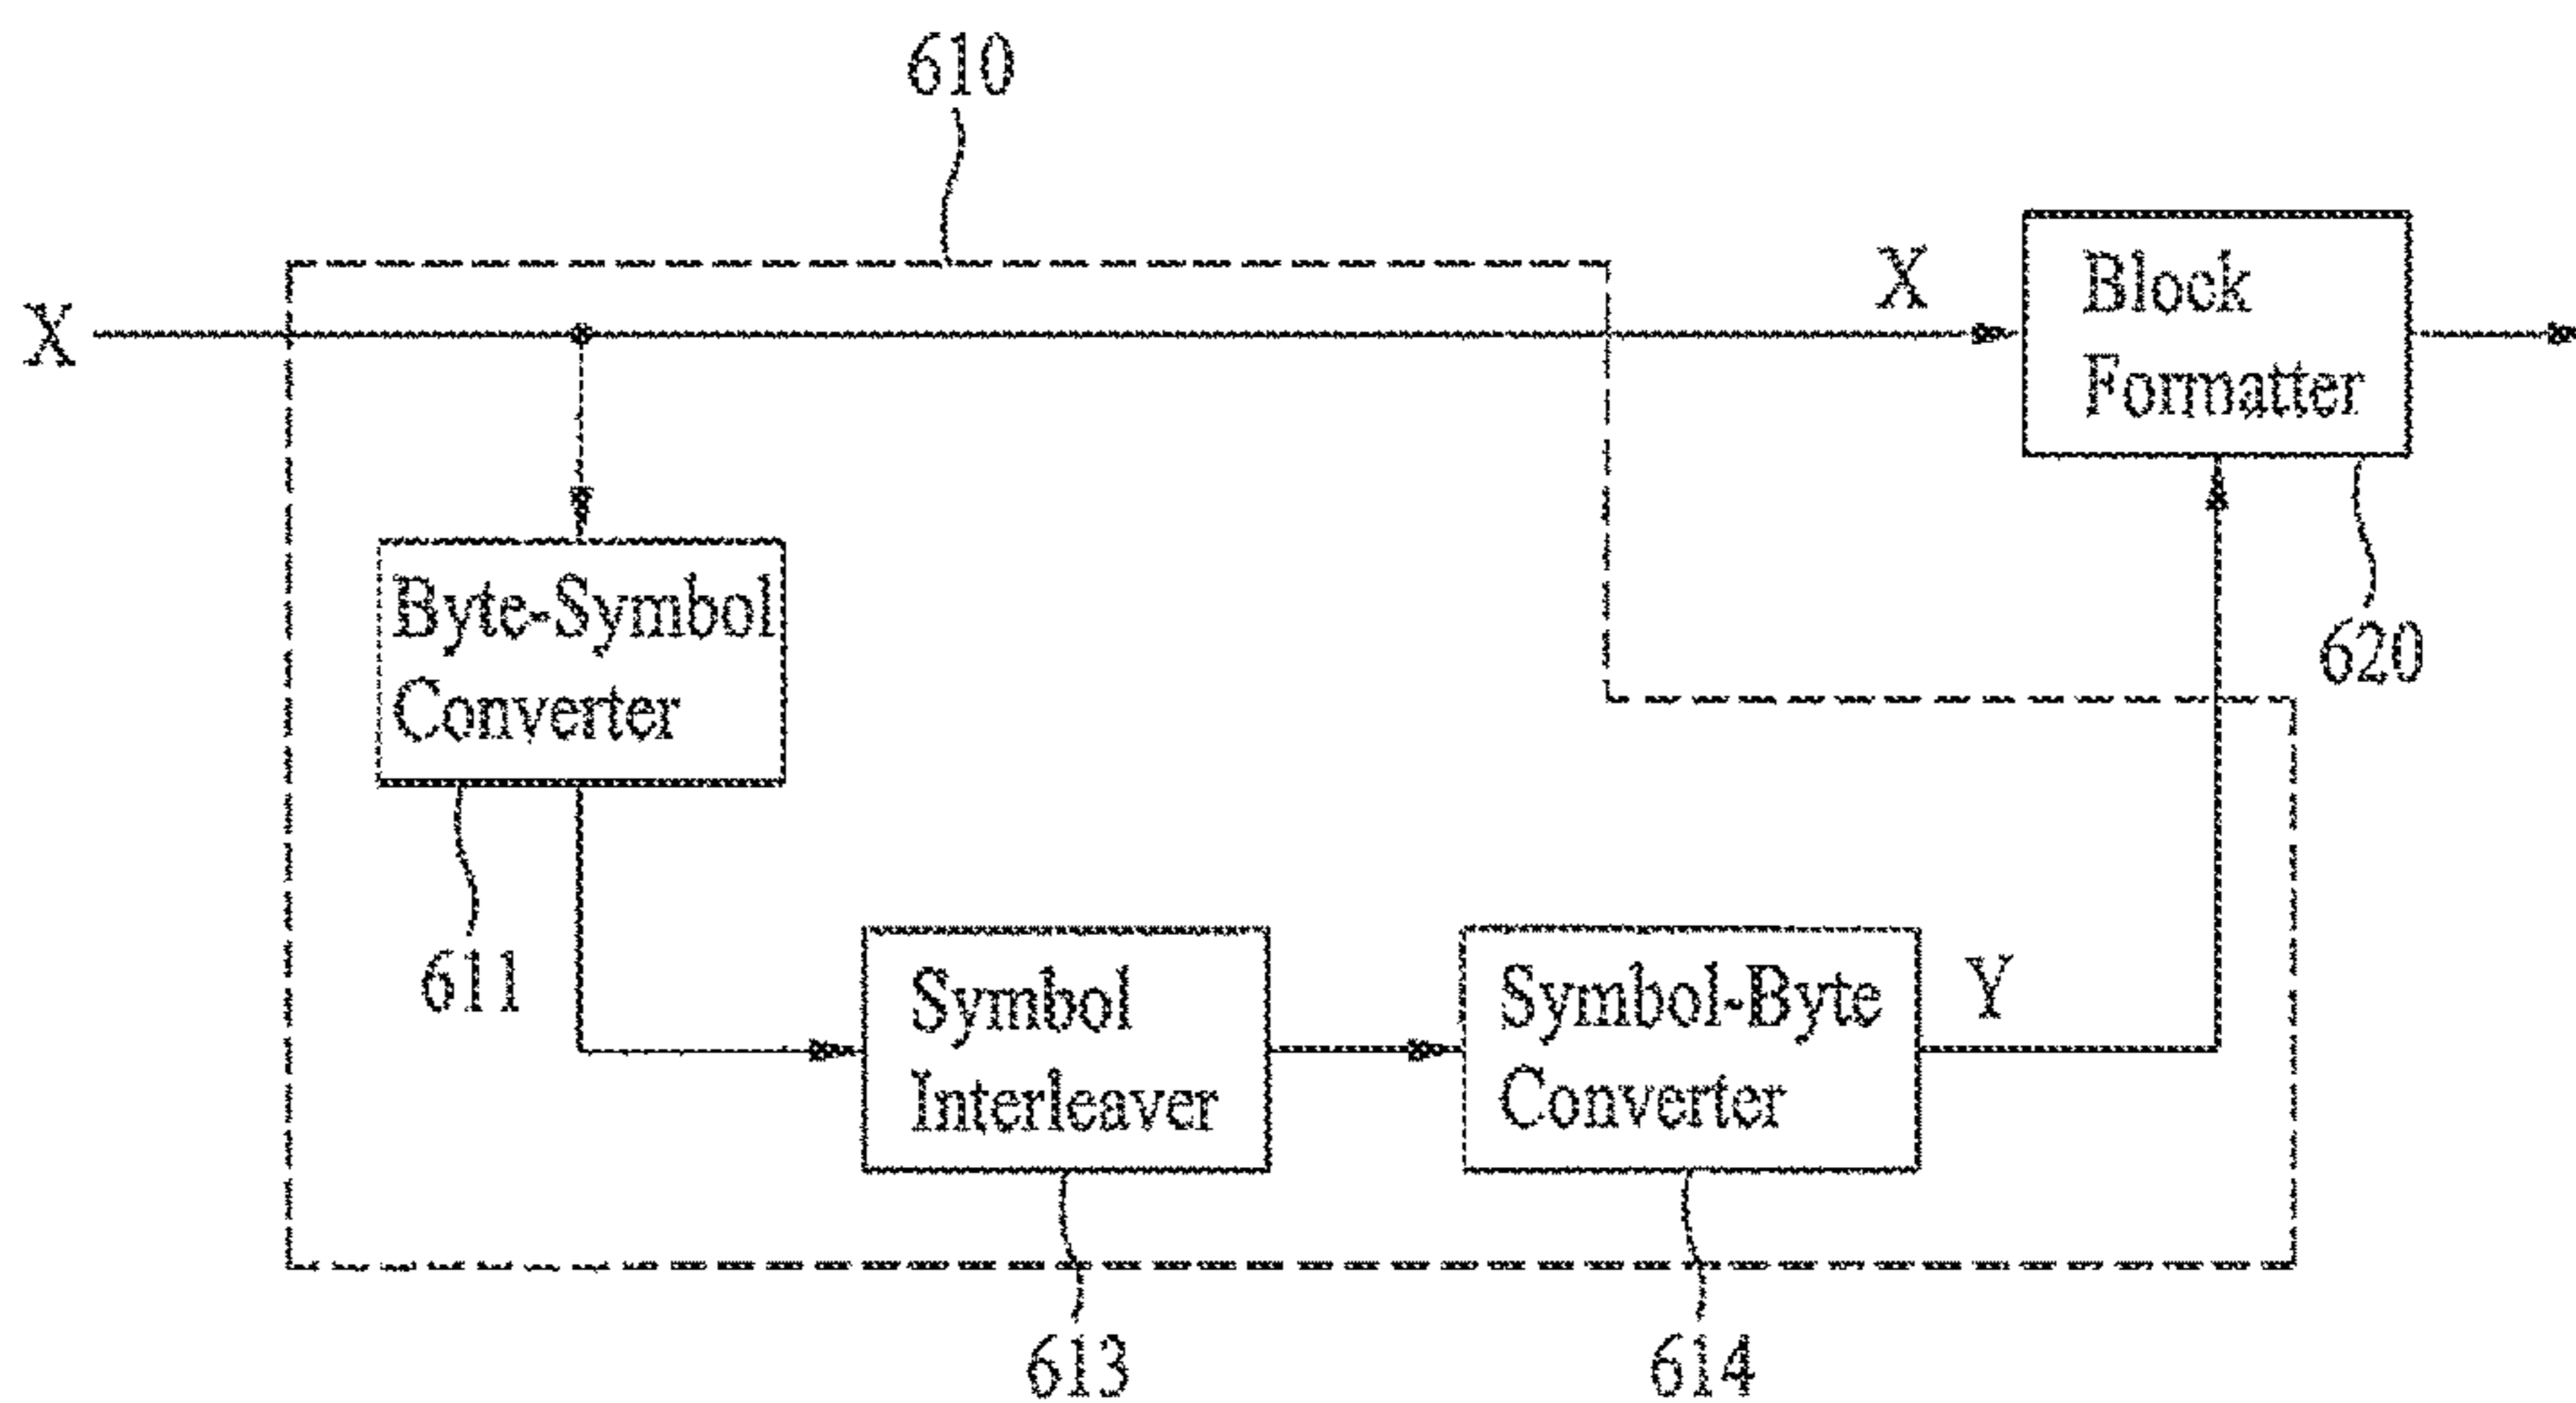 610
X
X
Block
Formatter
Byte-Symbol
Converter
620
611
Symbol
Interleaver
Symbol-Byte
Converter
Y
613
614